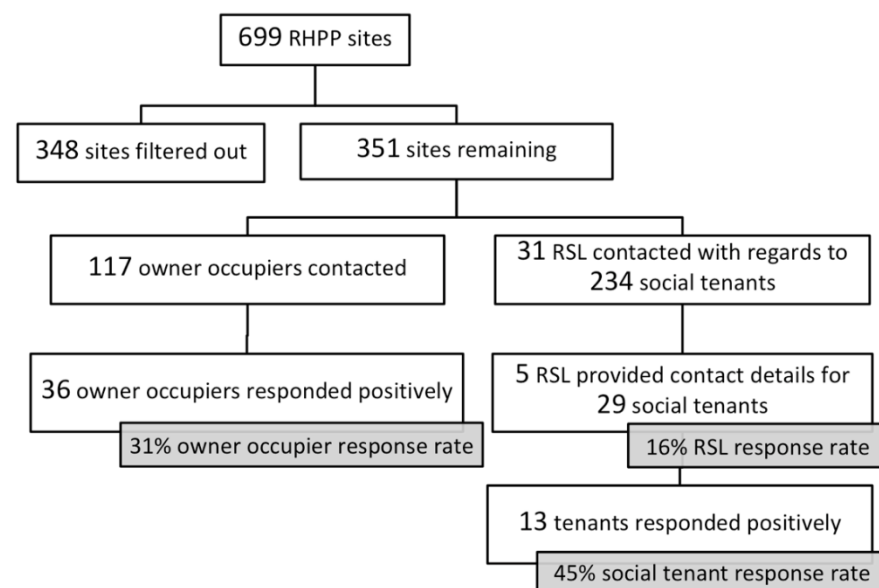 699 RHPP sites
348 sites filtered out
351 sites remaining
117 owner occupiers contacted
31 RSL contacted with regards to
234 social tenants
36 owner occupiers responded positively
31% owner occupier response rate
5 RSL provided contact details for
29 social tenants
16% RSL response rate
13 tenants responded positively
45% social tenant response rate